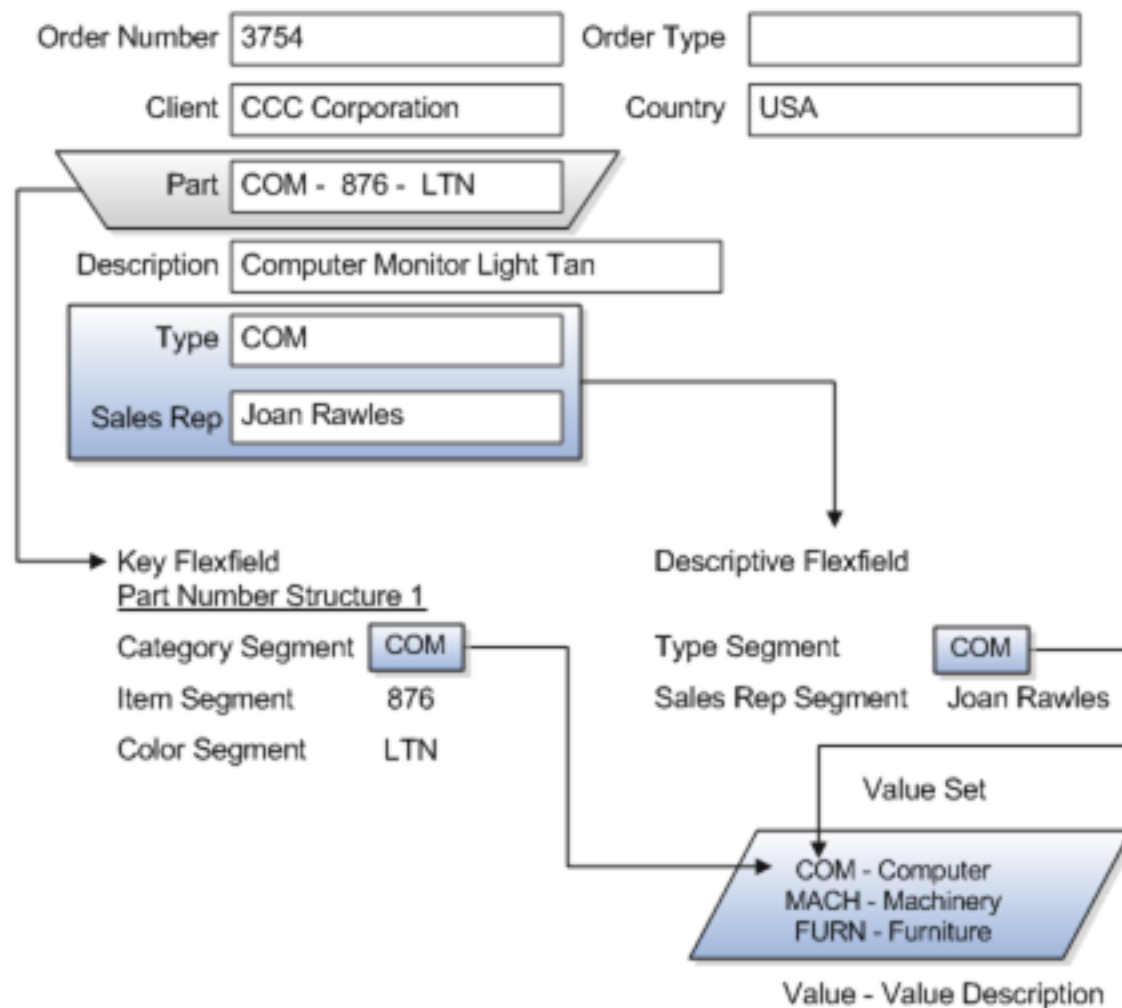 Order Number 3754 Order Type
Client CCC Corporation Country USA
Part COM - 876 - LTN
Description Computer Monitor Light Tan
Type COM
Sales Rep Joan Rawles
Key Flexfield
Part Number Structure 1
Category Segment COM
Item Segment 876
Color Segment LTN
Descriptive Flexfield
Type Segment COM
Sales Rep Segment Joan Rawles
Value Set
COM - Computer
MACH - Machinery
FURN - Furniture
Value - Value Description